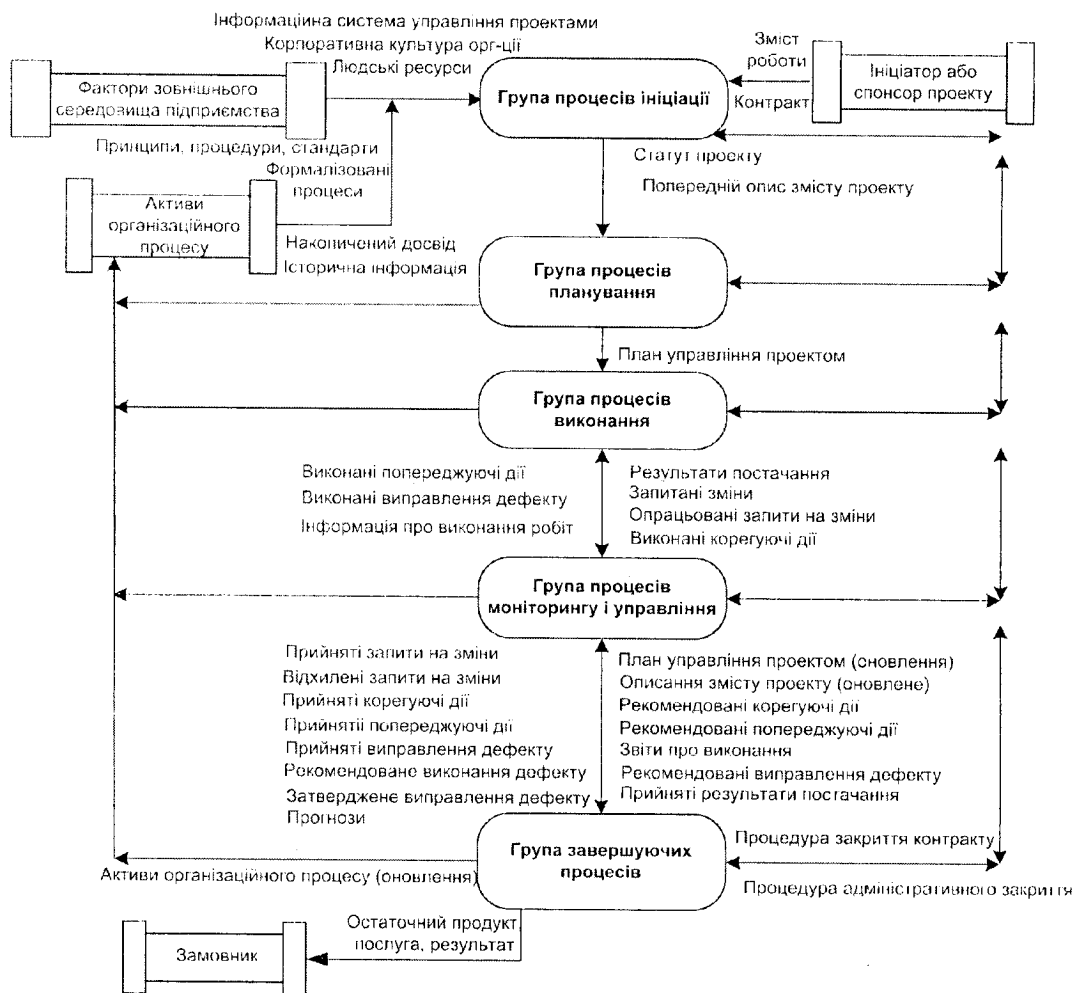 Інформаційна система управління проектами
Корпоративна культура орг-ції
Людські ресурси
Фактори зовнішнього
середовища підприємства
Група процесів ініціації
Зміст
роботи
Контракт
Ініціатор або
спонсор проекту
Принципи, процедури, стандарти
Формалізовані
процеси
Статут проекту
Попередній опис змісту проекту
Активи
організаційного
процесу
Накопичений досвід
Історична інформація
Група процесів
планування
План управління проектом
Група процесів
виконання
Виконані попереджуючі дії
Виконані виправлення дефекту
Інформація про виконання робіт
Результати постачання
Запитані зміни
Опрацьовані запити на зміни
Виконані корегуючі дії
Група процесів
моніторингу і управління
Прийняті запити на зміни
Відхилені запити на зміни
Прийняті корегуючі дії
Прийнятіі попереджуючі дії
Прийняті виправлення дефекту
Рекомендоване виконання дефекту
Затверджене виправлення дефекту
Прогнози
План управління проектом (оновлення)
Описання змісту проекту (оновлене)
Рекомендовані корегуючі дії
Рекомендовані попереджуючі дії
Звіти про виконання
Рекомендовані виправлення дефекту
Прийняті результати постачання
Група завершуючих
процесів
Процедура закриття контракту
Процедура адміністративного закриття
Активи організаційного процесу (оновлення)
Остаточний продукт,
послуга, результат
Замовник